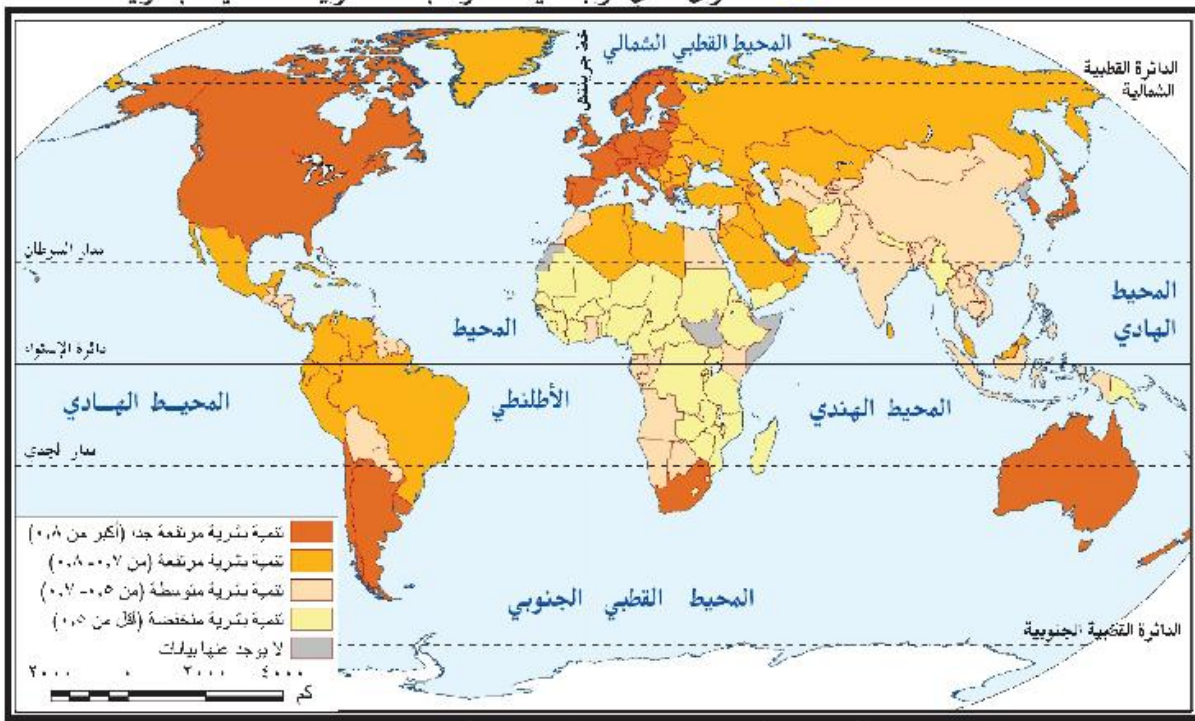 المحيط القطبي الشمالي
خط جرينتش
الدائرة القطبية
الشمالية
مدار السرطان
المحيط
الهادي
المحيط
دائرة الإستواء
الأطلنطي
المحيط الهادي
المحيط الهندي
مدار الجدي
تنمية بشرية مرتفعة جدا (أكبر من ٠,٨)
تنمية بشرية مرتفعة (من ٠,٧-٠,٨)
تنمية بشرية متوسطة (من ٠,٥-٠,٧)
تنمية بشرية منخفضة (أقل من ٠,٥)
لا يوجد عنها بيانات
المحيط القطبي الجنوبي
الدائرة القطبية الجنوبية
٢٠٠٠ ٠ ٢٠٠٠ ٤٠٠٠
كم